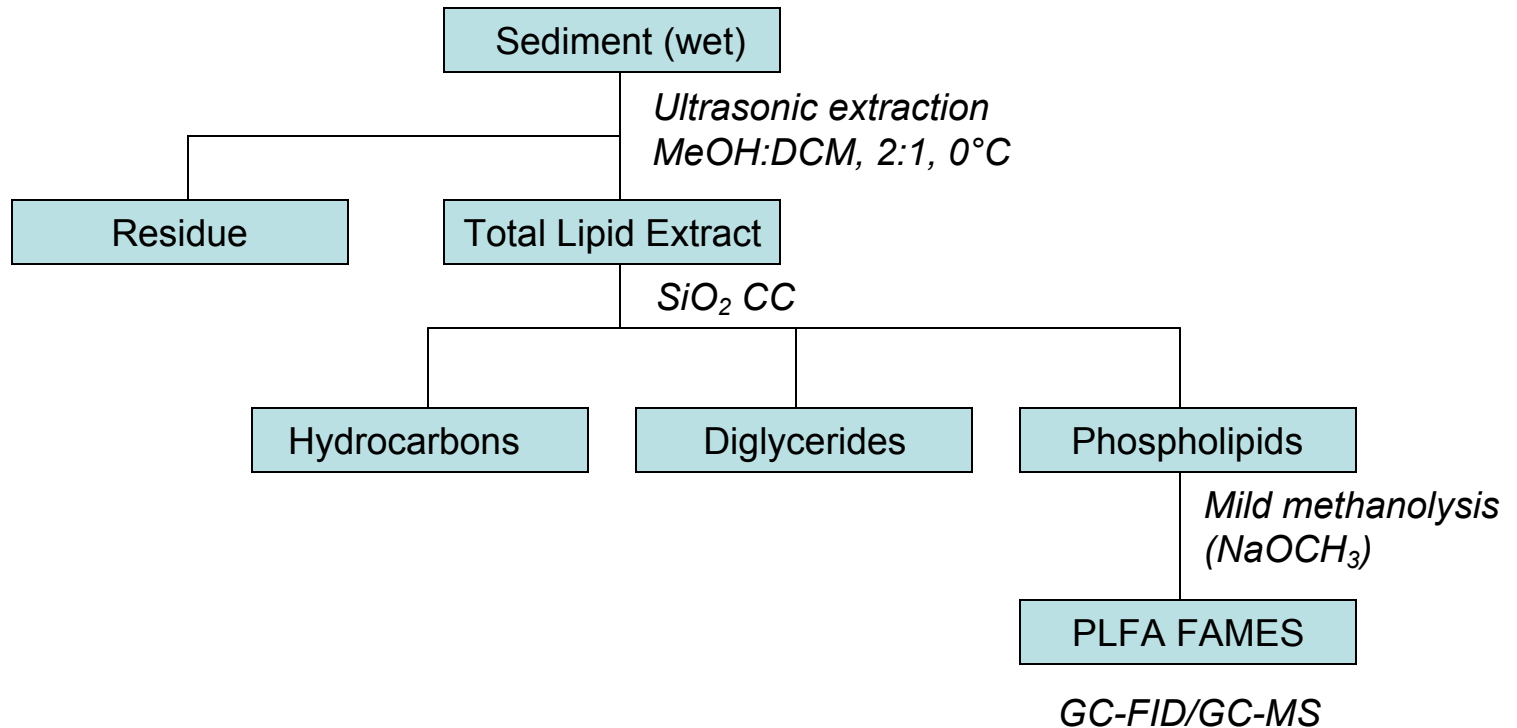 Sediment (wet)
Ultrasonic extraction
MeOH:DCM, 2:1, 0°C
Residue
Total Lipid Extract
SiO₂ CC
Hydrocarbons
Diglycerides
Phospholipids
Mild methanolysis
(NaOCH₃)
PLFA FAMES
GC-FID/GC-MS